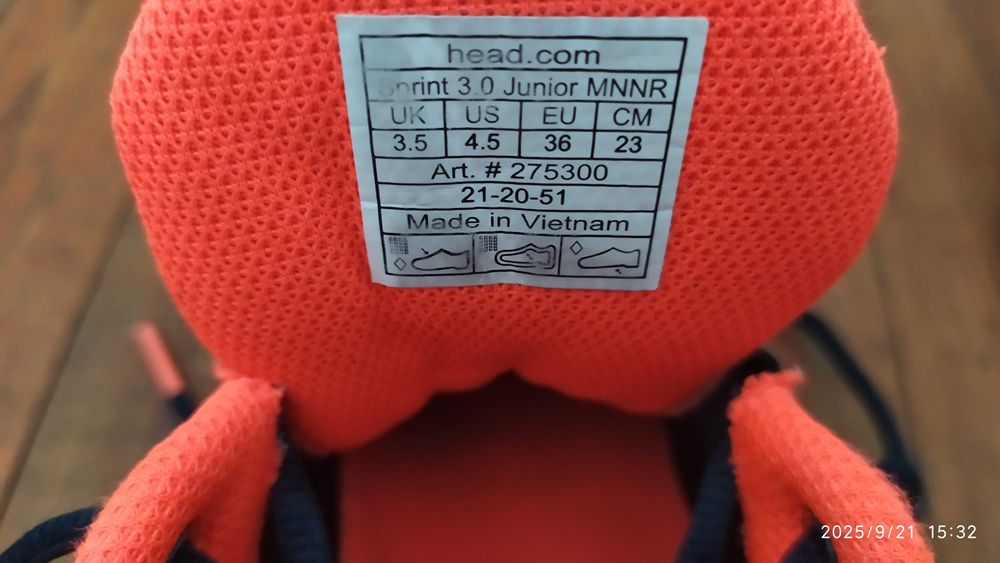 head.com
Sprint 3.0 Junior MNNR
UK US EU CM
3.5 4.5 36 23
Art. # 275300
21-20-51
Made in Vietnam
2025/9/21 15:32